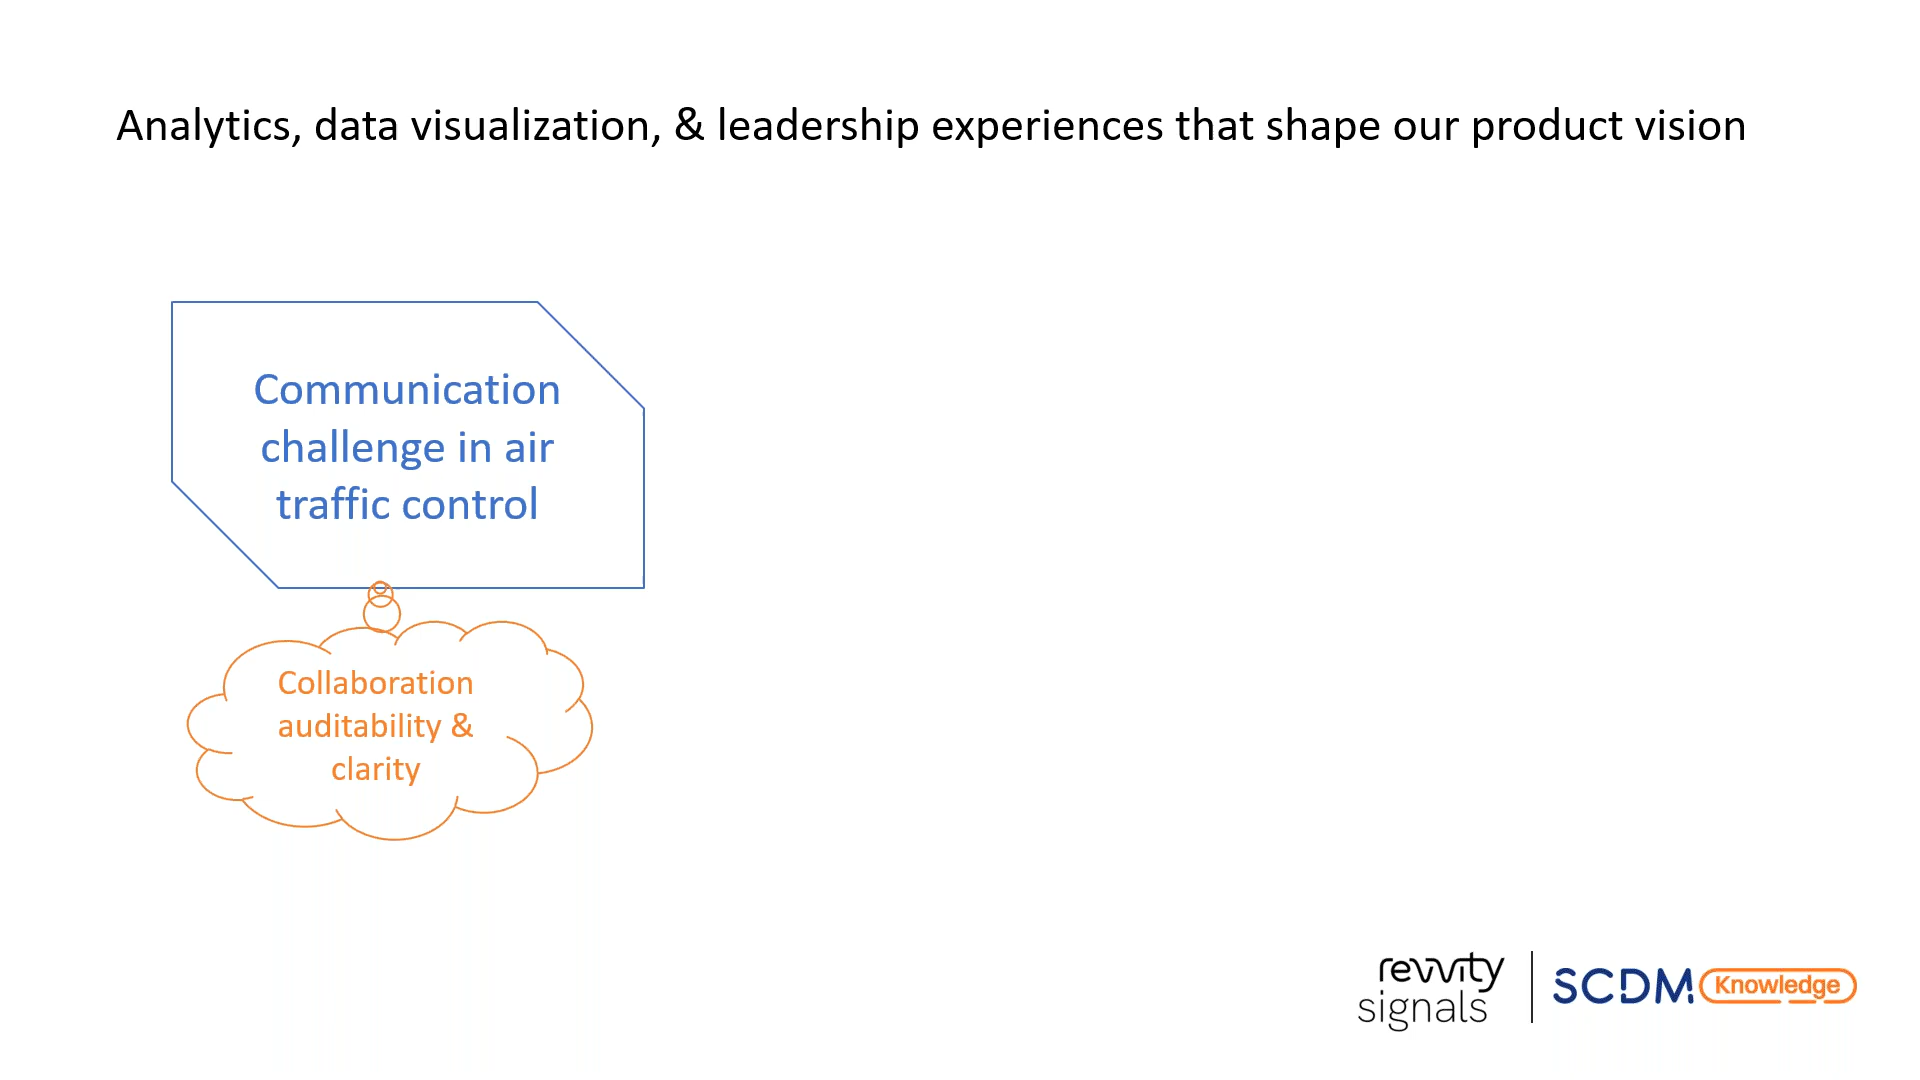 Analytics, data visualization, & leadership experiences that shape our product vision
Communication
challenge in air
traffic control
Collaboration
auditability &
clarity
revvity
signals
SCDM Knowledge